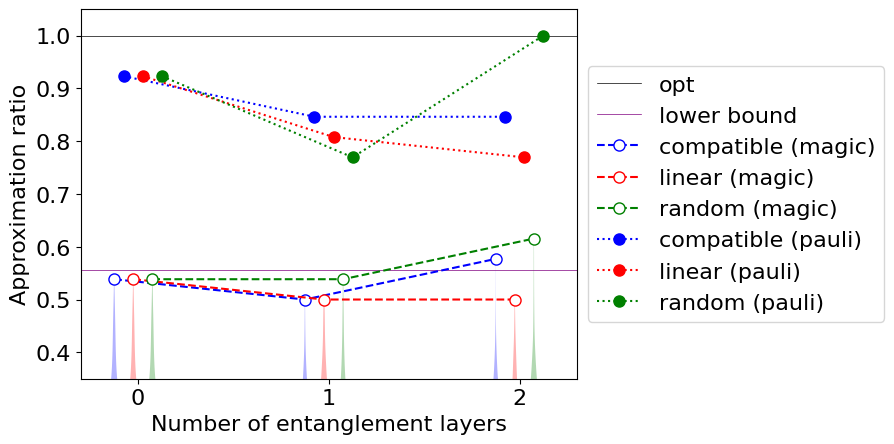 1.0
0.9
0.8
0.7
0.6
0.5
0.4
Approximation ratio
0 1 2
Number of entanglement layers
opt
lower bound
compatible (magic)
linear (magic)
random (magic)
compatible (pauli)
linear (pauli)
random (pauli)